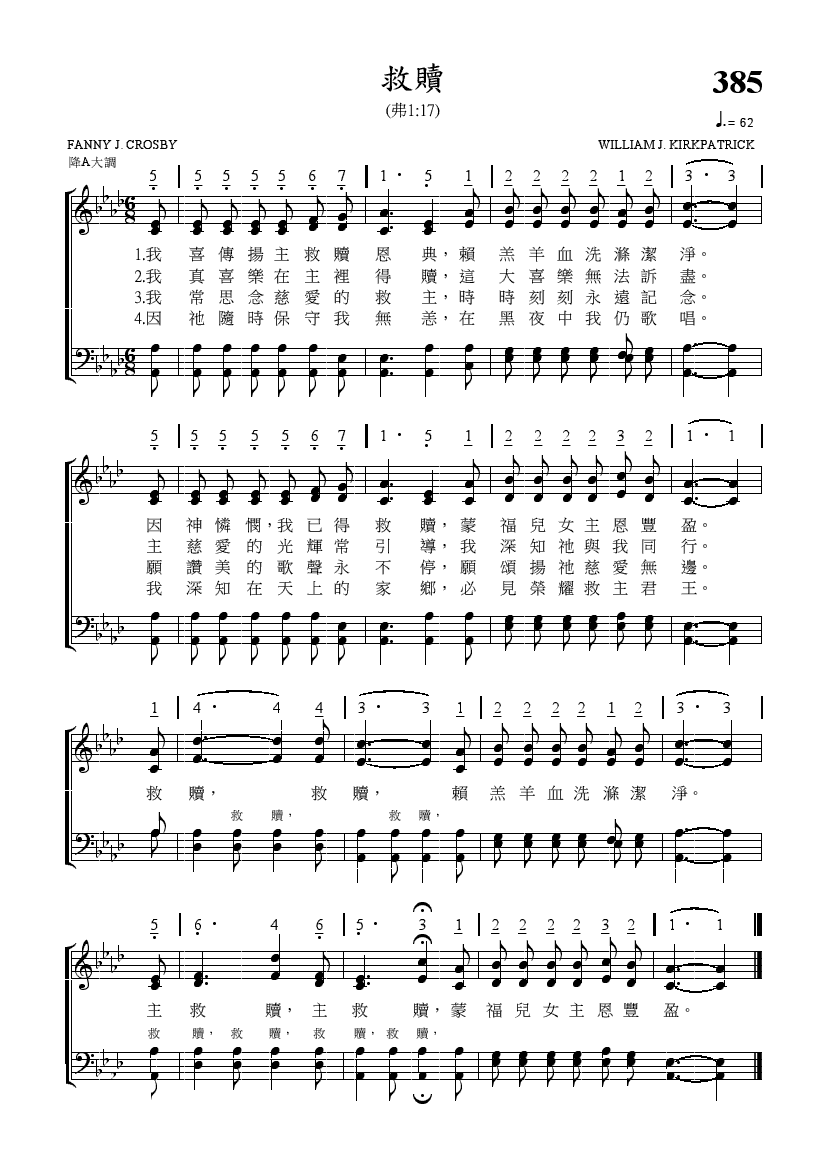 救贖
385
(弗1:17)
♩. = 62
FANNY J. CROSBY
WILLIAM J. KIRKPATRICK
降A大調
5 | 5 5 5 5 6 7 | 1 · 5 1 | 2 2 2 2 1 2 | 3 · 3 |
1.我 喜傳揚主救贖恩典，賴羔羊血洗滌潔淨。
2.我 真喜樂在主裡得贖，這大喜樂無法訴盡。
3.我 常思念慈愛的救主，時時刻刻永遠記念。
4.因 祂隨時保守我無恙，在黑夜中我仍歌唱。
5 | 5 5 5 5 6 7 | 1 · 5 1 | 2 2 2 2 3 2 | 1 · 1 |
因 神憐憫，我已得救贖，蒙福兒女主恩豐盈。
主 慈愛的光輝常引導，我深知祂與我同行。
願 讚美的歌聲永不停，願頌揚祂慈愛無邊。
我 深知在天上的家鄉，必見榮耀救主君王。
1 | 4 · 4 4 | 3 · 3 1 | 2 2 2 2 1 2 | 3 · 3 |
救 贖， 救 贖， 賴羔羊血洗滌潔淨。
救 贖， 救 贖，
5 | 6 · 4 6 | 5 · 3 1 | 2 2 2 2 3 2 | 1 · 1
主 救 贖，主 救 贖，蒙福兒女主恩豐盈。
救 贖，救 贖，救 贖，救 贖，